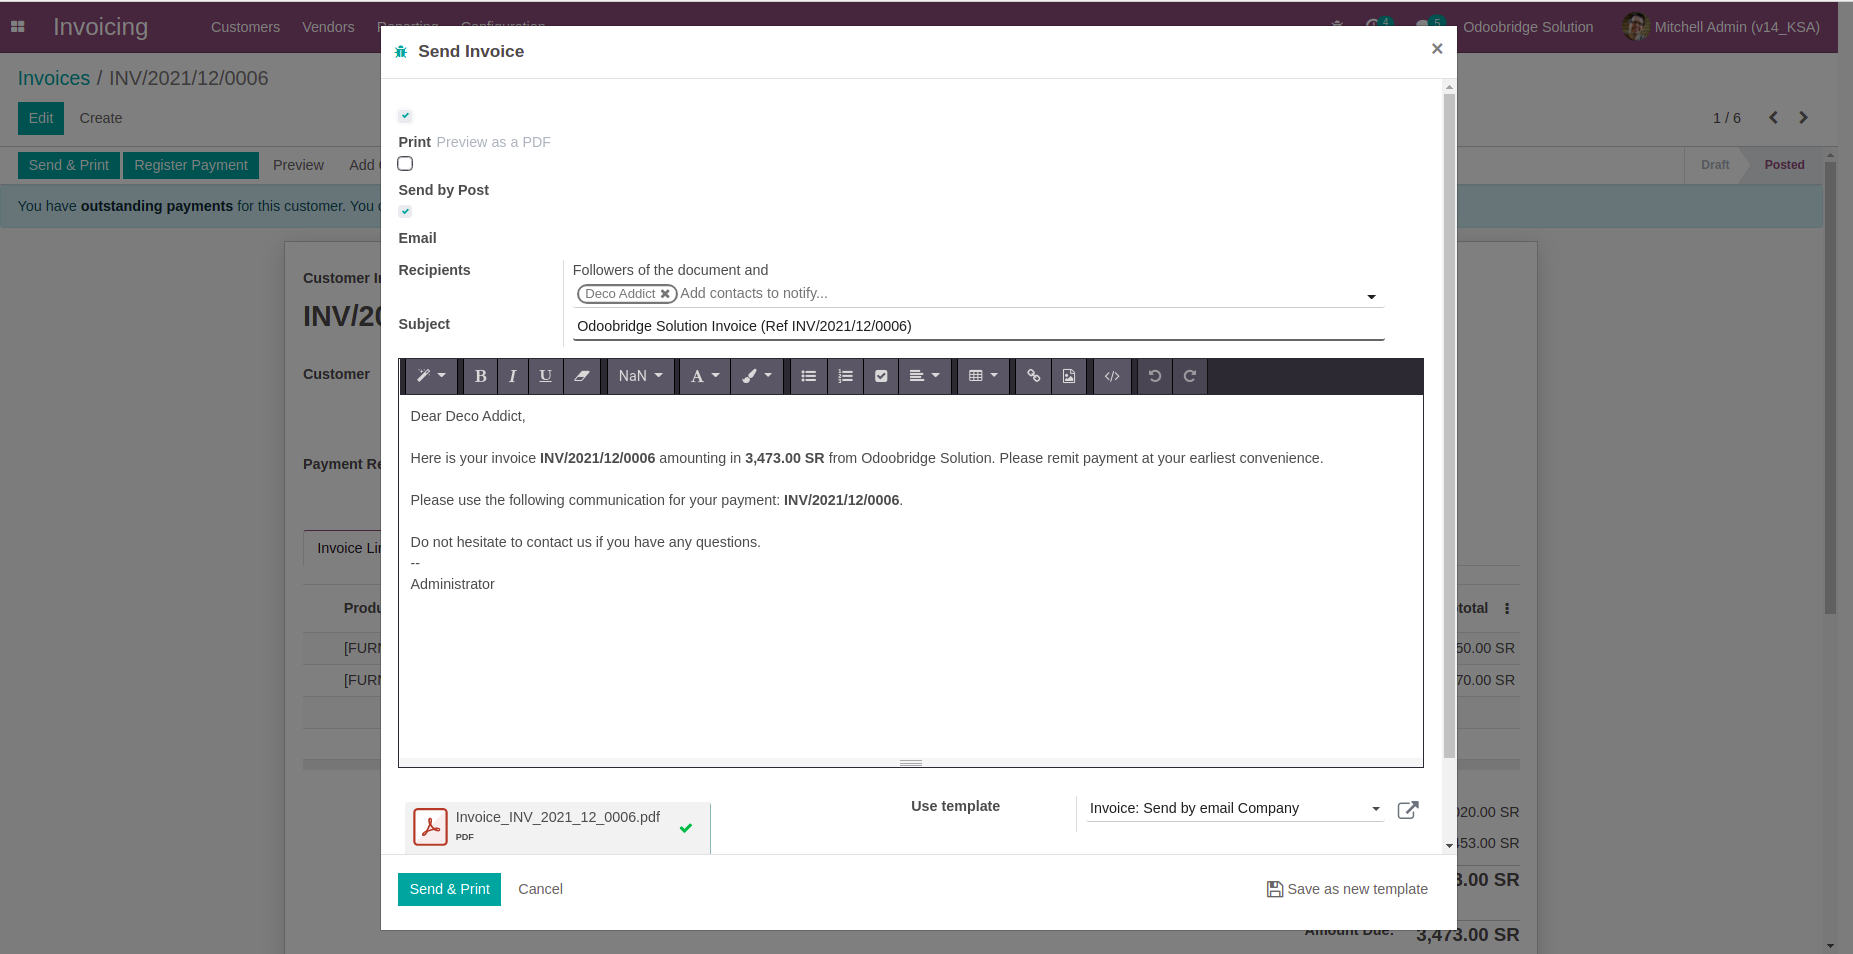 Invoicing
Customers
Vendors
Reporting
Configuration
4
5
Odoobridge Solution
Mitchell Admin (v14_KSA)
Invoices / INV/2021/12/0006
Edit
Create
1 / 6
Send & Print
Register Payment
Preview
Add
Draft
Posted
You have outstanding payments for this customer. You
Customer
INV/20
Customer
Payment
Invoice
[FURN
[FURN
50.00 SR
70.00 SR
020.00 SR
453.00 SR
3.00 SR
Amount Due:
3,473.00 SR
Send Invoice
×
Print Preview as a PDF
Send by Post
Email
Recipients
Followers of the document and
Deco Addict
Add contacts to notify...
Subject
Odoobridge Solution Invoice (Ref INV/2021/12/0006)
B
I
U
NaN
A
Dear Deco Addict,
Here is your invoice INV/2021/12/0006 amounting in 3,473.00 SR from Odoobridge Solution. Please remit payment at your earliest convenience.
Please use the following communication for your payment: INV/2021/12/0006.
Do not hesitate to contact us if you have any questions.
--
Administrator
Invoice_INV_2021_12_0006.pdf
PDF
Use template
Invoice: Send by email Company
Send & Print
Cancel
Save as new template